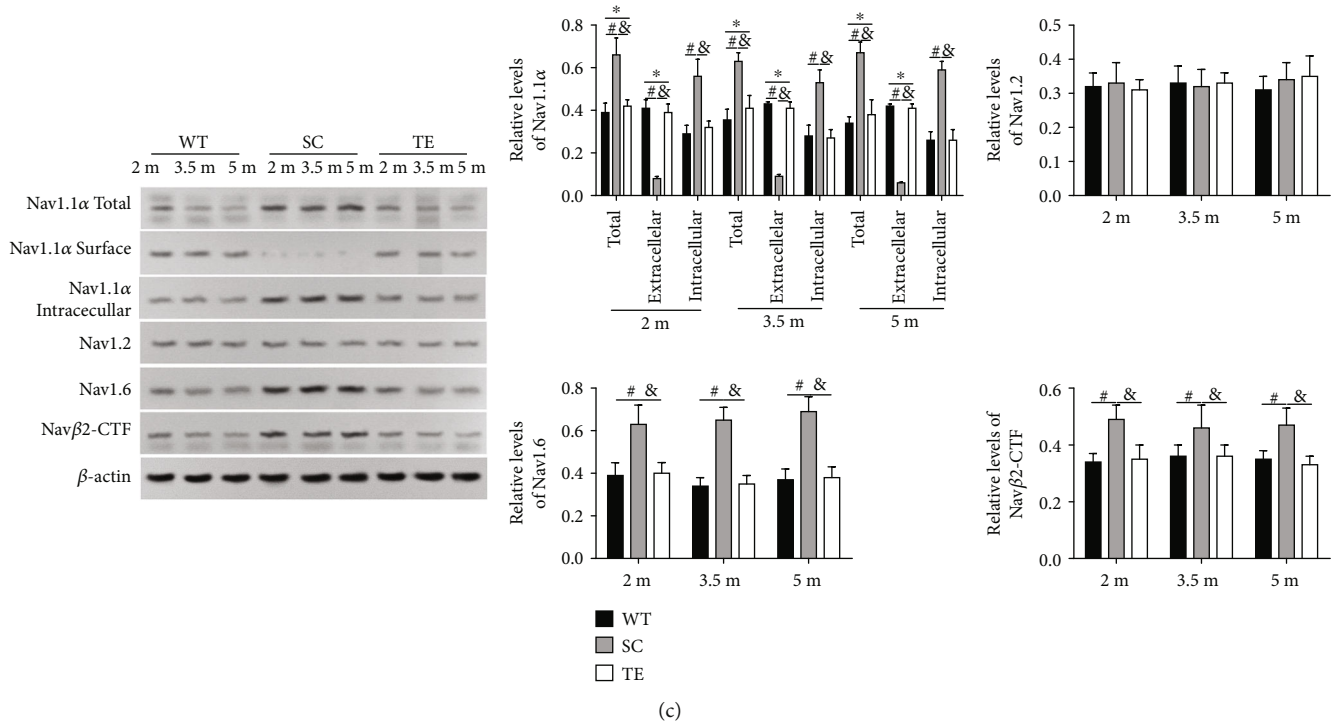 WT SC TE
2 m 3.5 m 5 m 2 m 3.5 m 5 m 2 m 3.5 m 5 m
Nav1.1α Total
Nav1.1α Surface
Nav1.1α
Intracecullar
Nav1.2
Nav1.6
Navβ2-CTF
β-actin
Relative levels
of Nav1.1α
0.8
0.6
0.4
0.2
0.0
* * *
#& #& #& #& #& #& #& #& #&
* * *
Total
Extracellelar
Intracellular
Total
Extracellular
Intracellular
Total
Extracellular
Intracellular
2 m 3.5 m 5 m
Relative levels
of Nav1.2
0.5
0.4
0.3
0.2
0.1
0.0
2 m 3.5 m 5 m
Relative levels
of Nav1.6
0.8
0.6
0.4
0.2
0.0
# & # & # &
2 m 3.5 m 5 m
Relative levels of
Navβ2-CTF
0.6
0.4
0.2
0.0
# & # & # &
2 m 3.5 m 5 m
WT
SC
TE
(c)